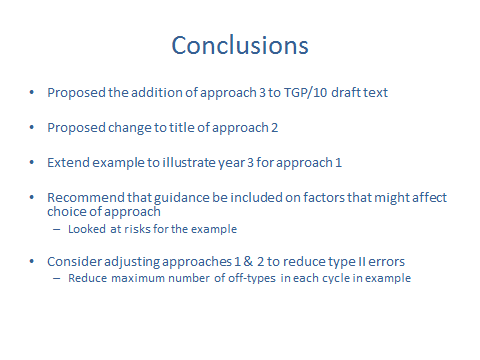 Conclusions
• Proposed the addition of approach 3 to TGP/10 draft text
• Proposed change to title of approach 2
• Extend example to illustrate year 3 for approach 1
• Recommend that guidance be included on factors that might affect
choice of approach
– Looked at risks for the example
• Consider adjusting approaches 1 & 2 to reduce type II errors
– Reduce maximum number of off-types in each cycle in example